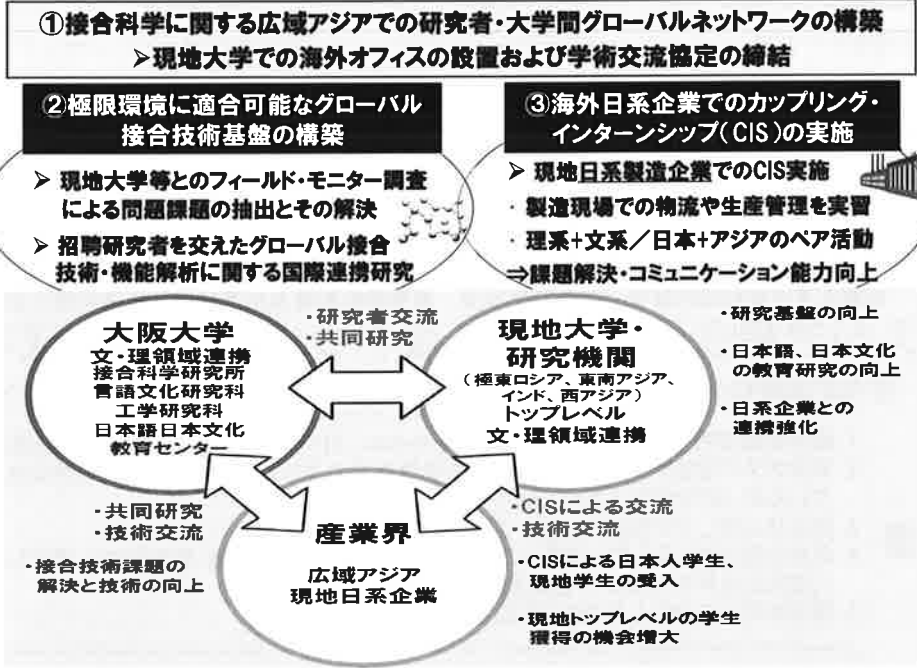 ①接合科学に関する広域アジアでの研究者・大学間グローバルネットワークの構築
➢現地大学での海外オフィスの設置および学術交流協定の締結
②極限環境に適合可能なグローバル
接合技術基盤の構築
➢ 現地大学等とのフィールド・モニター調査
による問題課題の抽出とその解決
➢ 招聘研究者を交えたグローバル接合
技術・機能解析に関する国際連携研究
③海外日系企業でのカップリング・
インターンシップ(CIS)の実施
➢ 現地日系製造企業でのCIS実施
・製造現場での物流や生産管理を実習
・理系+文系/日本+アジアのペア活動
⇒課題解決・コミュニケーション能力向上
大阪大学
文・理領域連携
接合科学研究所
言語文化研究科
工学研究科
日本語日本文化
教育センター
・研究者交流
・共同研究
現地大学・
研究機関
(極東ロシア、東南アジア、
インド、西アジア)
トップレベル
文・理領域連携
・研究基盤の向上
・日本語、日本文化
の教育研究の向上
・日系企業との
連携強化
・共同研究
・技術交流
・接合技術課題の
解決と技術の向上
産業界
広域アジア
現地日系企業
・CISによる交流
・技術交流
・CISによる日本人学生、
現地学生の受入
・現地トップレベルの学生
獲得の機会増大